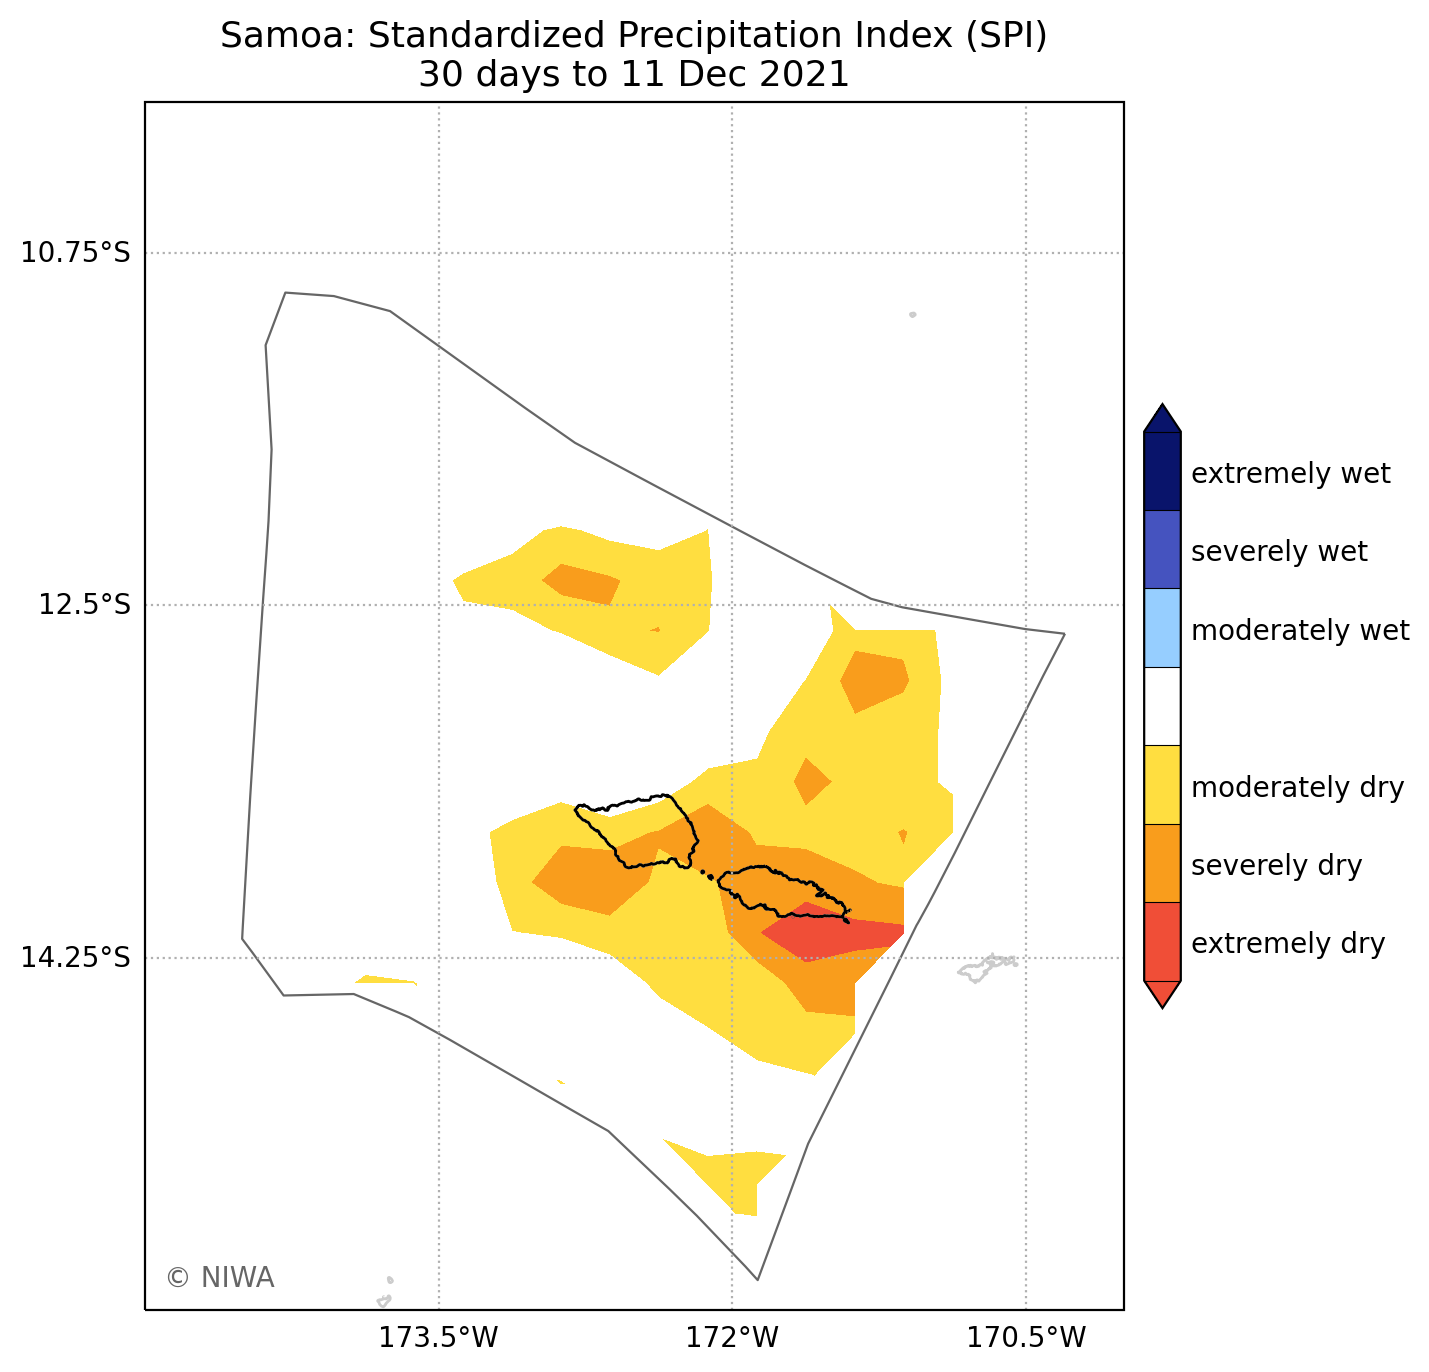 Samoa: Standardized Precipitation Index (SPI)
30 days to 11 Dec 2021
10.75°S
12.5°S
14.25°S
173.5°W
172°W
170.5°W
© NIWA
extremely wet
severely wet
moderately wet
moderately dry
severely dry
extremely dry